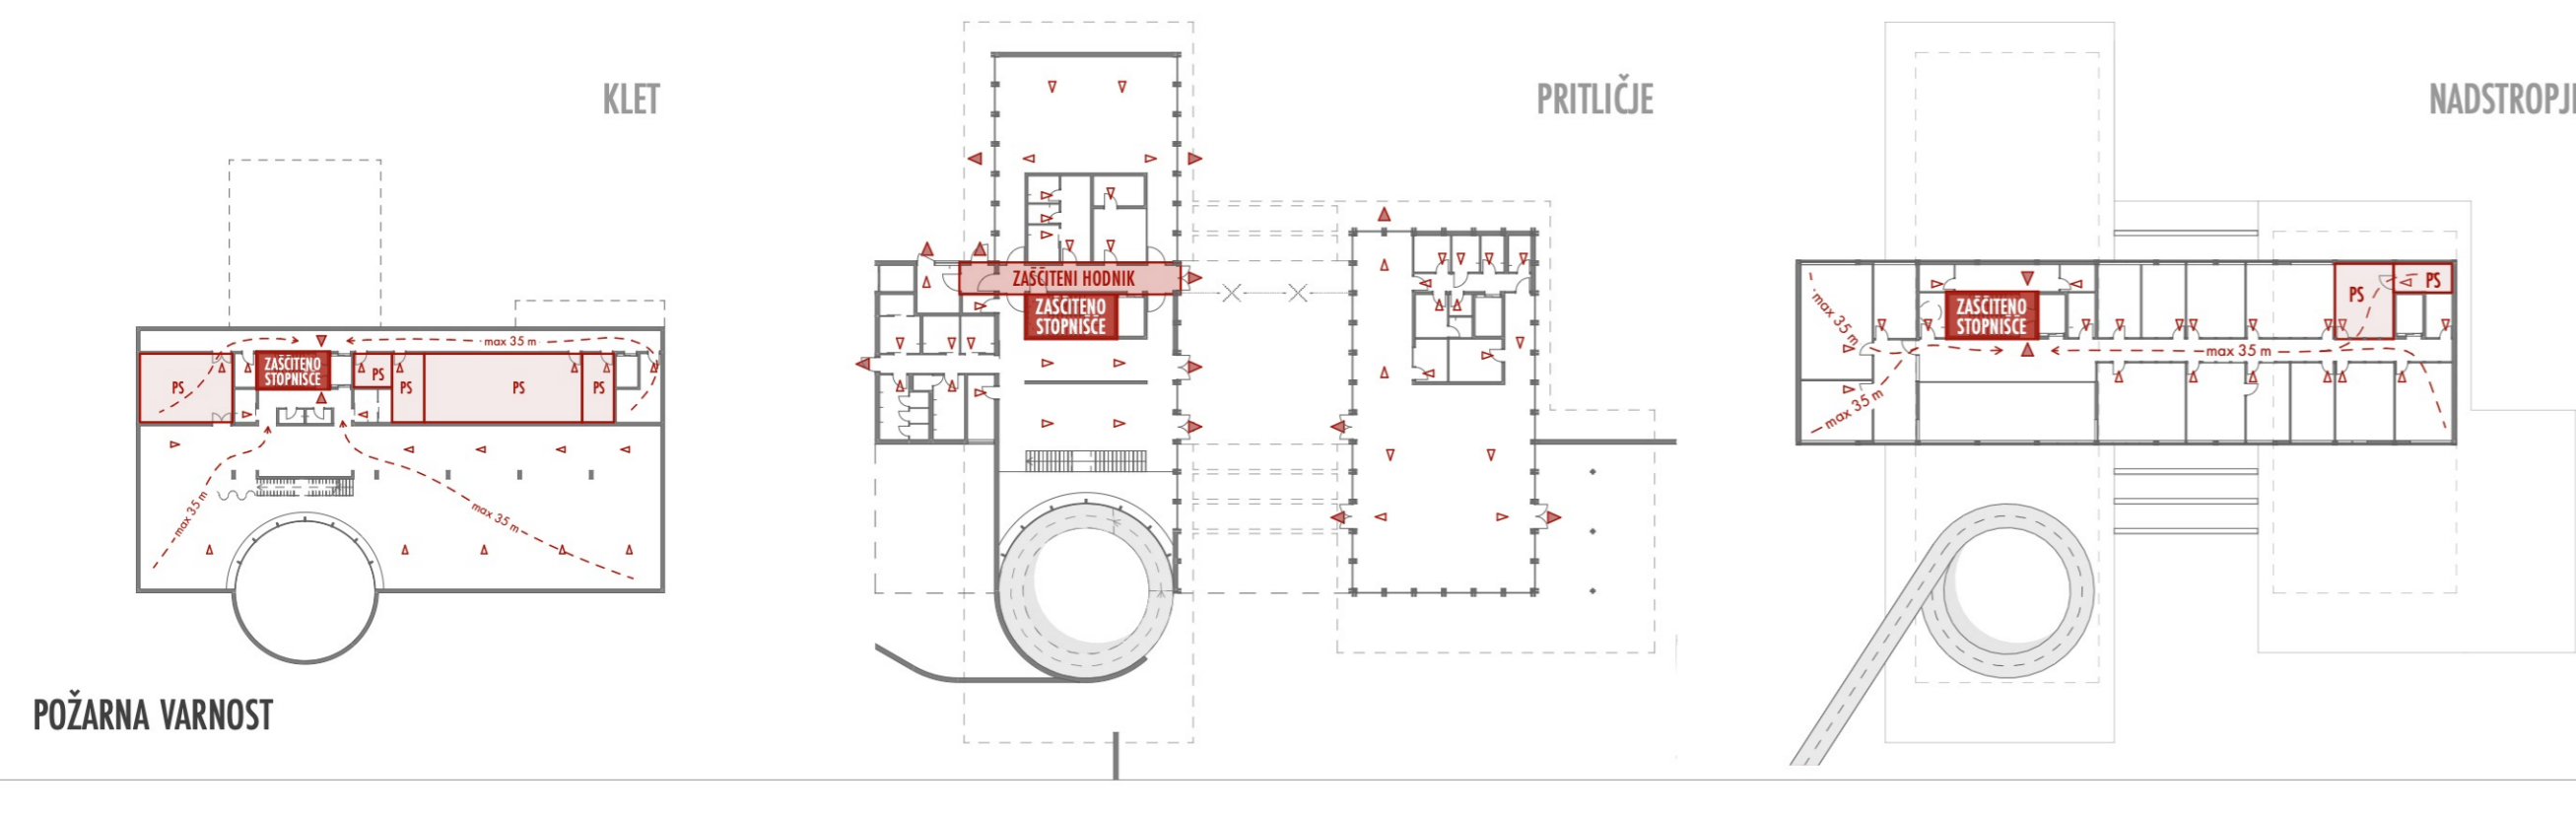 KLET
PRITLIČJE
NADSTROPJE
ZAŠČITENO
STOPNIŠČE
max 35 m
PS
PS
PS
PS
PS
max 35 m
max 35 m
ZAŠČITENI HODNIK
ZAŠČITENO
STOPNIŠČE
max 35 m
ZAŠČITENO
STOPNIŠČE
PS
PS
max 35 m
max 35 m
POŽARNA VARNOST